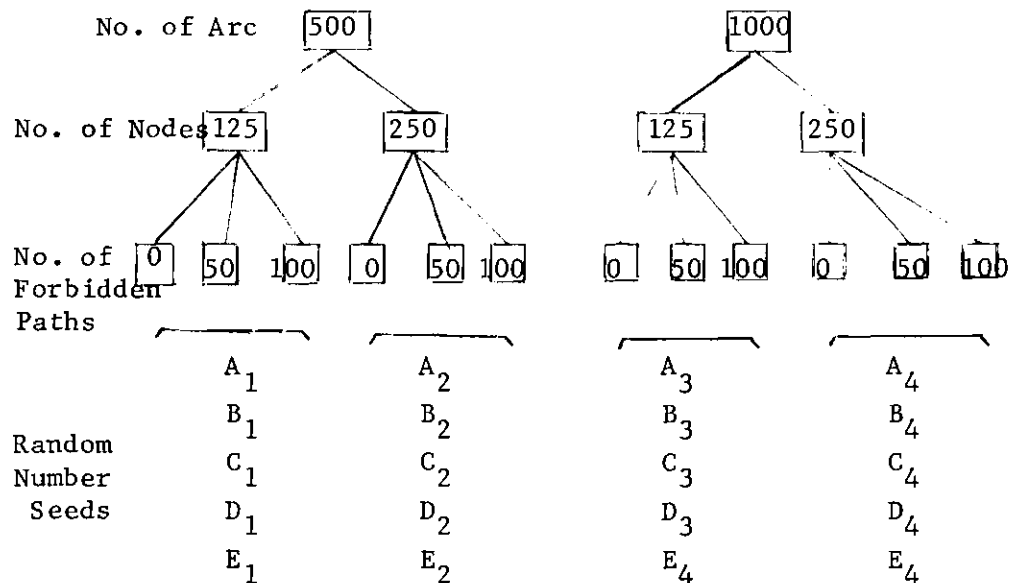 No. of Arc 500 1000
No. of Nodes 125 250 125 250
No. of 0 50 100 0 50 100 0 50 100 0 50 100
Forbidden
Paths
A1 A2 A3 A4
B1 B2 B3 B4
Random
Number C1 C2 C3 C4
Seeds D1 D2 D3 D4
E1 E2 E4 E4